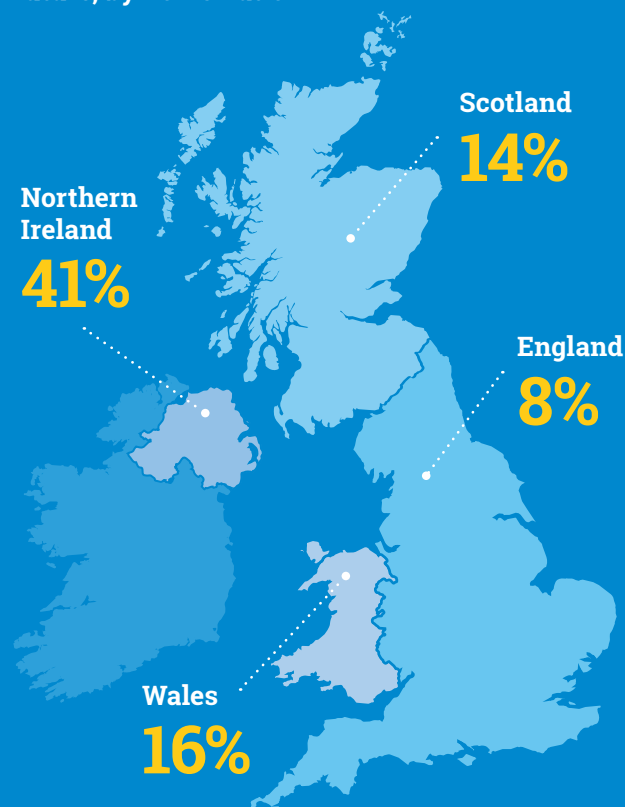 Scotland
14%
Northern
Ireland
41%
England
8%
Wales
16%